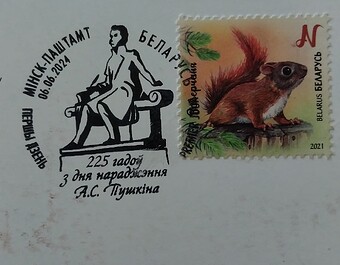 МІНСК-ПАШТАМТ
БЕЛАРУСЬ
06.06.2024
ПЕРШЫ ДЗЕНЬ
225 гадоў
з дня нараджэння
А.С. Пушкіна
N
BELARUS БЕЛАРУСЬ
2021